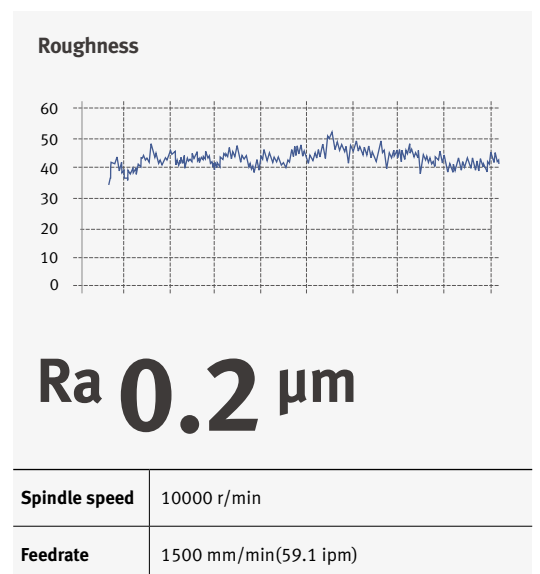 Roughness
60
50
40
30
20
10
0
Ra 0.2 µm
Spindle speed 10000 r/min
Feedrate 1500 mm/min(59.1 ipm)